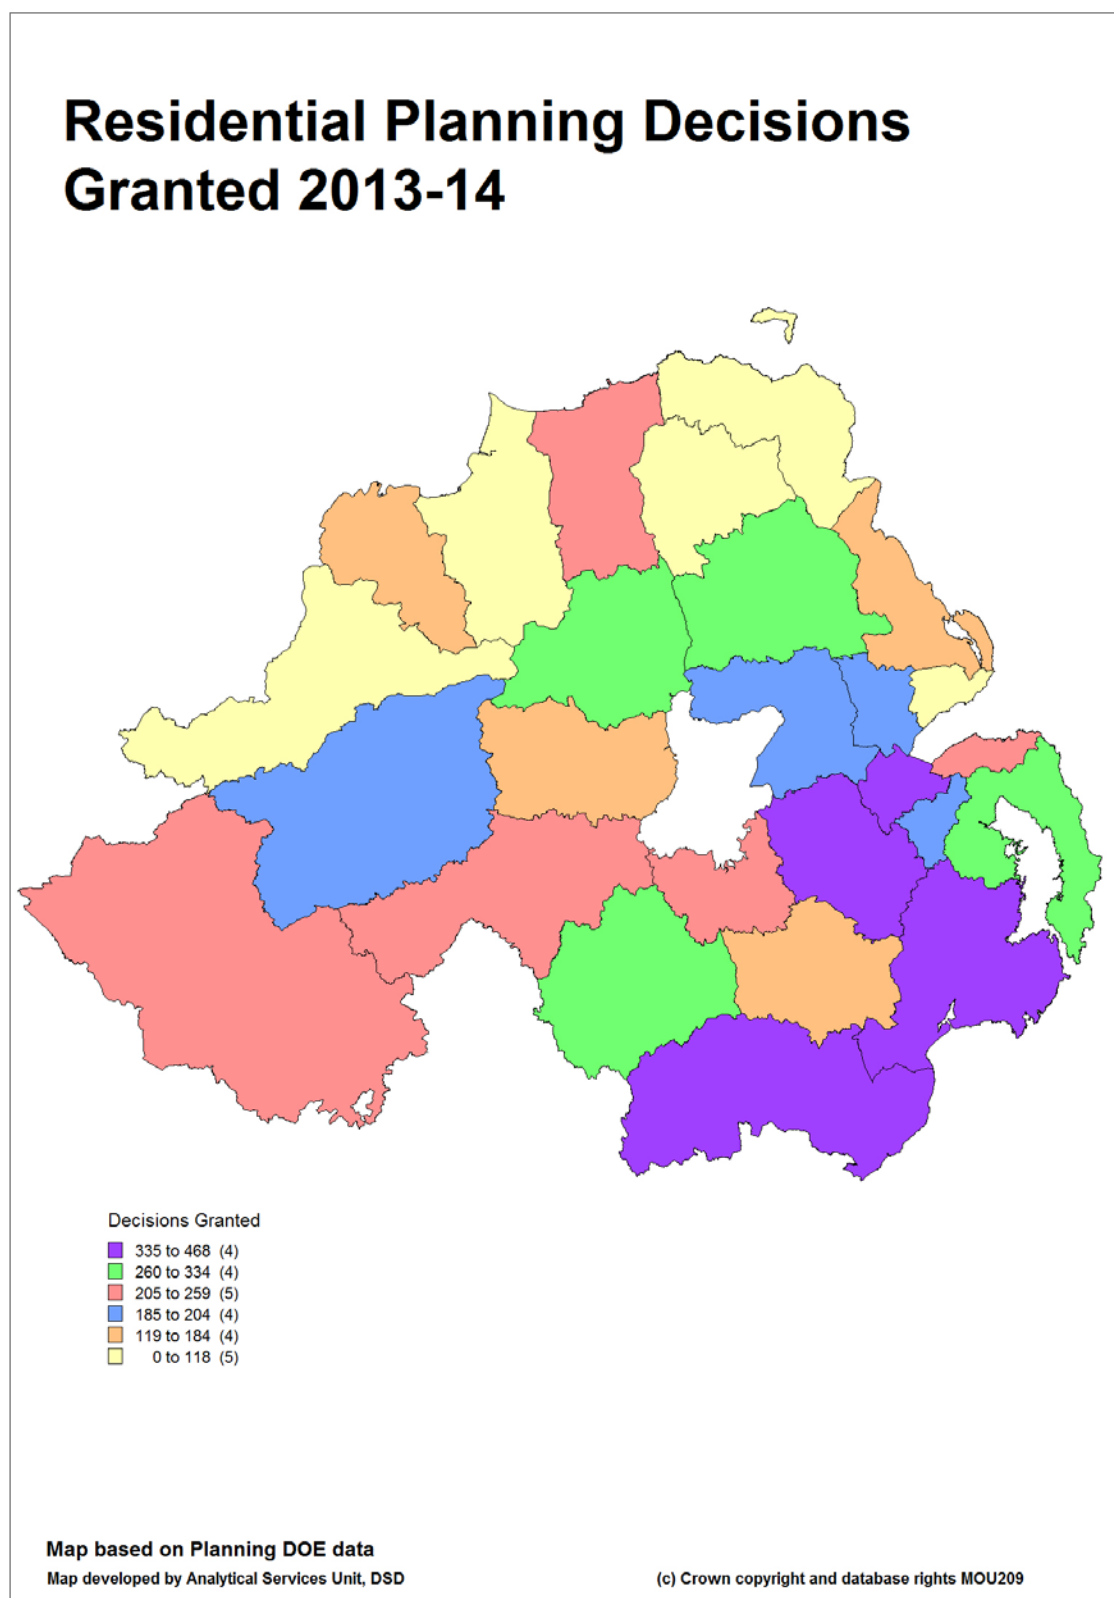 Residential Planning Decisions
Granted 2013-14
Decisions Granted
335 to 468 (4)
260 to 334 (4)
205 to 259 (5)
185 to 204 (4)
119 to 184 (4)
0 to 118 (5)
Map based on Planning DOE data
Map developed by Analytical Services Unit, DSD
(c) Crown copyright and database rights MOU209